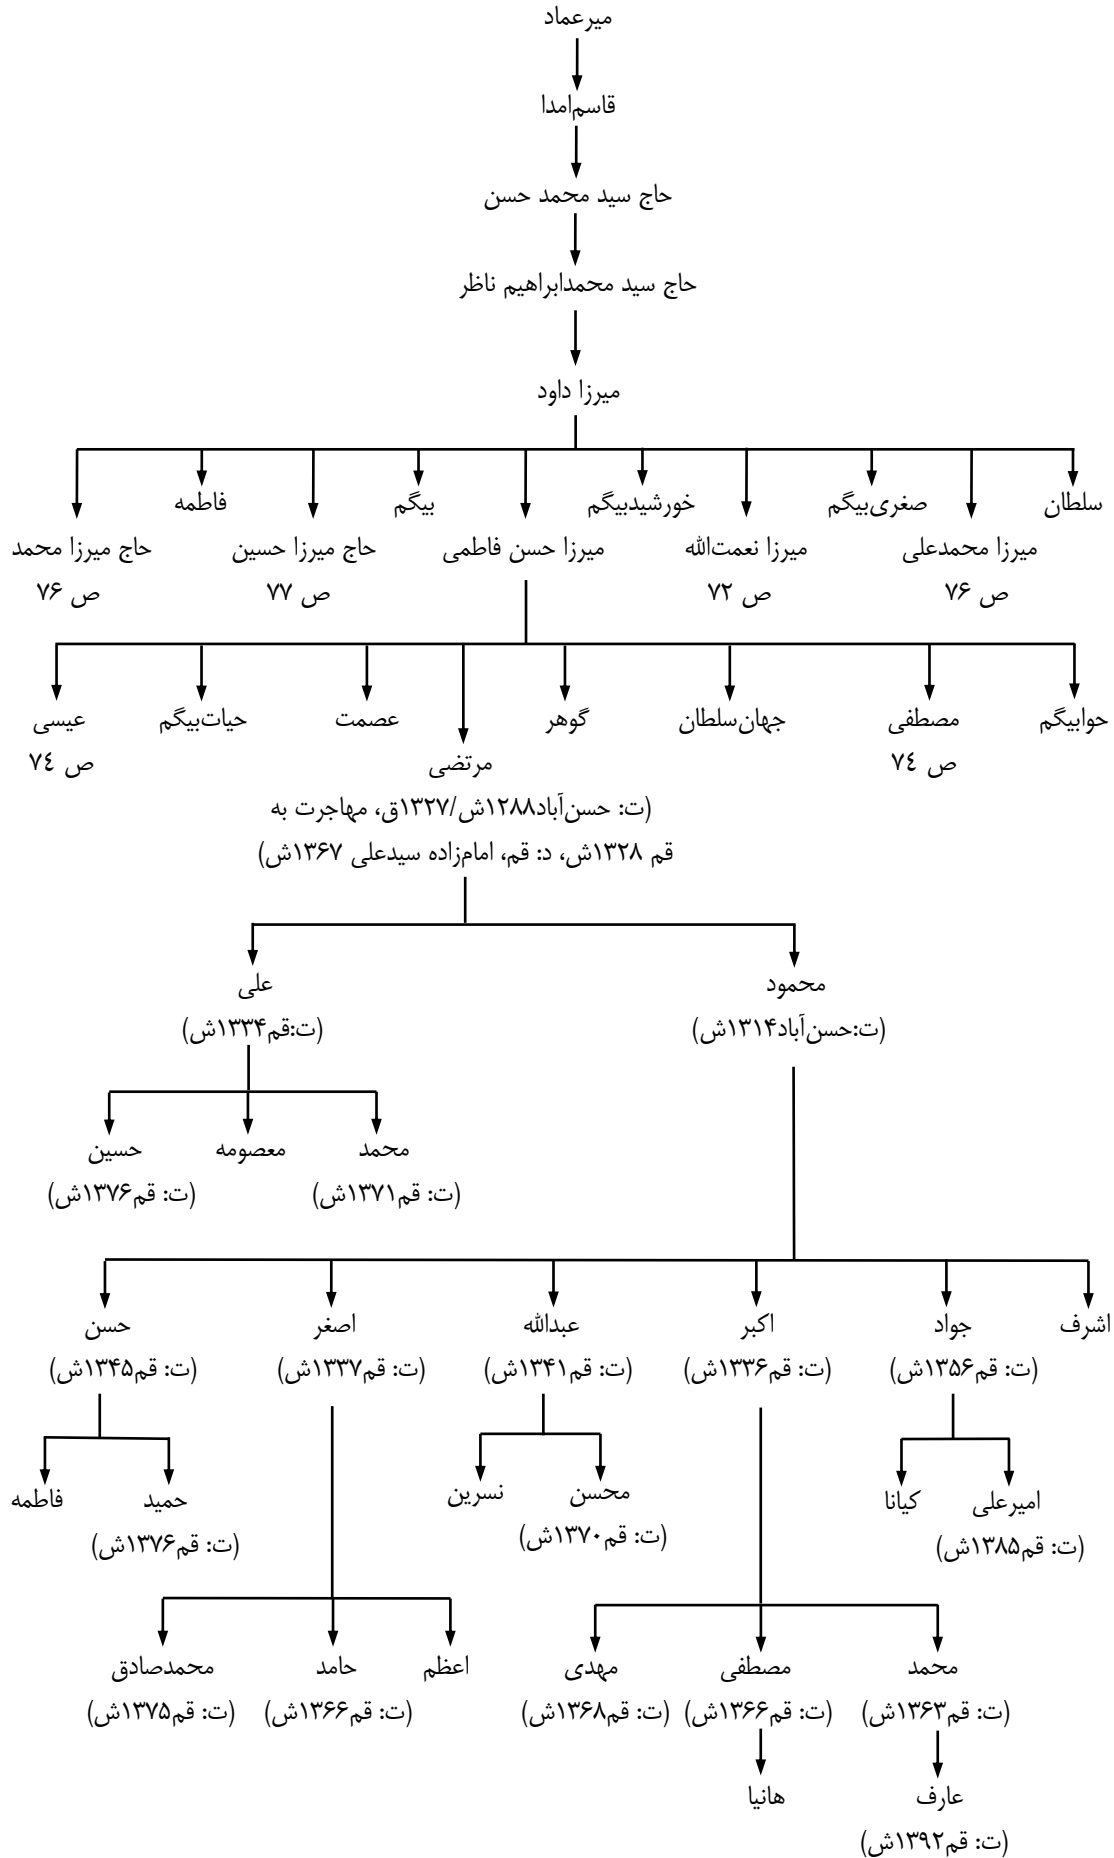 میرعماد
قاسم‌امدا
حاج سید محمد حسن
حاج سید محمدابراهیم ناظر
میرزا داود
سلطان
صغری‌بیگم
خورشیدبیگم
بیگم
فاطمه
میرزا محمدعلی
میرزا نعمت‌الله
میرزا حسن فاطمی
حاج میرزا حسین
حاج میرزا محمد
ص ۷۶
ص ۷۲
ص ۷۷
ص ۷۶
حوابیگم
مصطفی
جهان‌سلطان
گوهر
عصمت
حیات‌بیگم
عیسی
ص ۷٤
ص ۷٤
مرتضی
(ت: حسن‌آباد۱۲۸۸ش/۱۳۲۷ق، مهاجرت به
قم ۱۳۲۸ش، د: قم، امام‌زاده سیدعلی ۱۳۶۷ش)
محمود
علی
(ت:حسن‌آباد۱۳۱۴ش)
(ت:قم۱۳۳۴ش)
محمد
معصومه
حسین
(ت: قم۱۳۷۱ش)
(ت: قم۱۳۷۶ش)
اشرف
جواد
اکبر
عبدالله
اصغر
حسن
(ت: قم۱۳۵۶ش)
(ت: قم۱۳۳۶ش)
(ت: قم۱۳۴۱ش)
(ت: قم۱۳۳۷ش)
(ت: قم۱۳۴۵ش)
امیرعلی
کیانا
محسن
نسرین
حمید
فاطمه
(ت: قم۱۳۸۵ش)
(ت: قم۱۳۷۰ش)
(ت: قم۱۳۷۶ش)
محمد
مصطفی
مهدی
اعظم
حامد
محمدصادق
(ت: قم۱۳۶۳ش)
(ت: قم۱۳۶۶ش)
(ت: قم۱۳۶۸ش)
(ت: قم۱۳۶۶ش)
(ت: قم۱۳۷۵ش)
عارف
هانیا
(ت: قم۱۳۹۲ش)